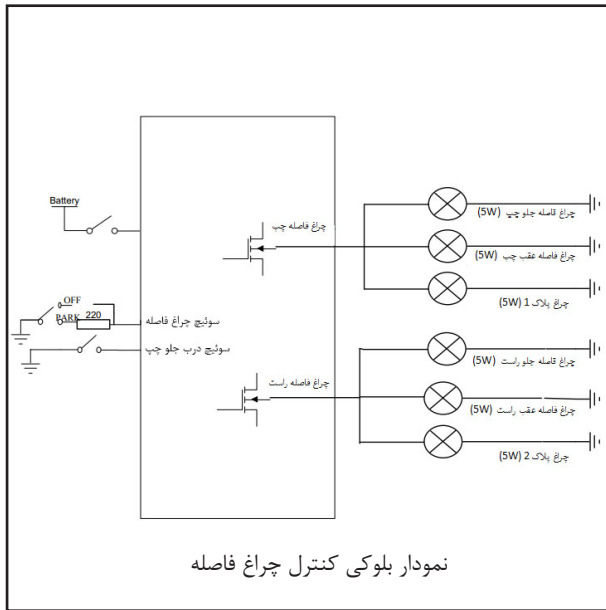 Battery
OFF
PARK
220
سوئیچ چراغ فاصله
سوئیچ درب جلو چپ
چراغ فاصله چپ
چراغ فاصله راست
چراغ فاصله جلو چپ (5W)
چراغ فاصله عقب چپ (5W)
چراغ پلاک 1 (5W)
چراغ فاصله جلو راست (5W)
چراغ فاصله عقب راست (5W)
چراغ پلاک 2 (5W)
نمودار بلوکی کنترل چراغ فاصله